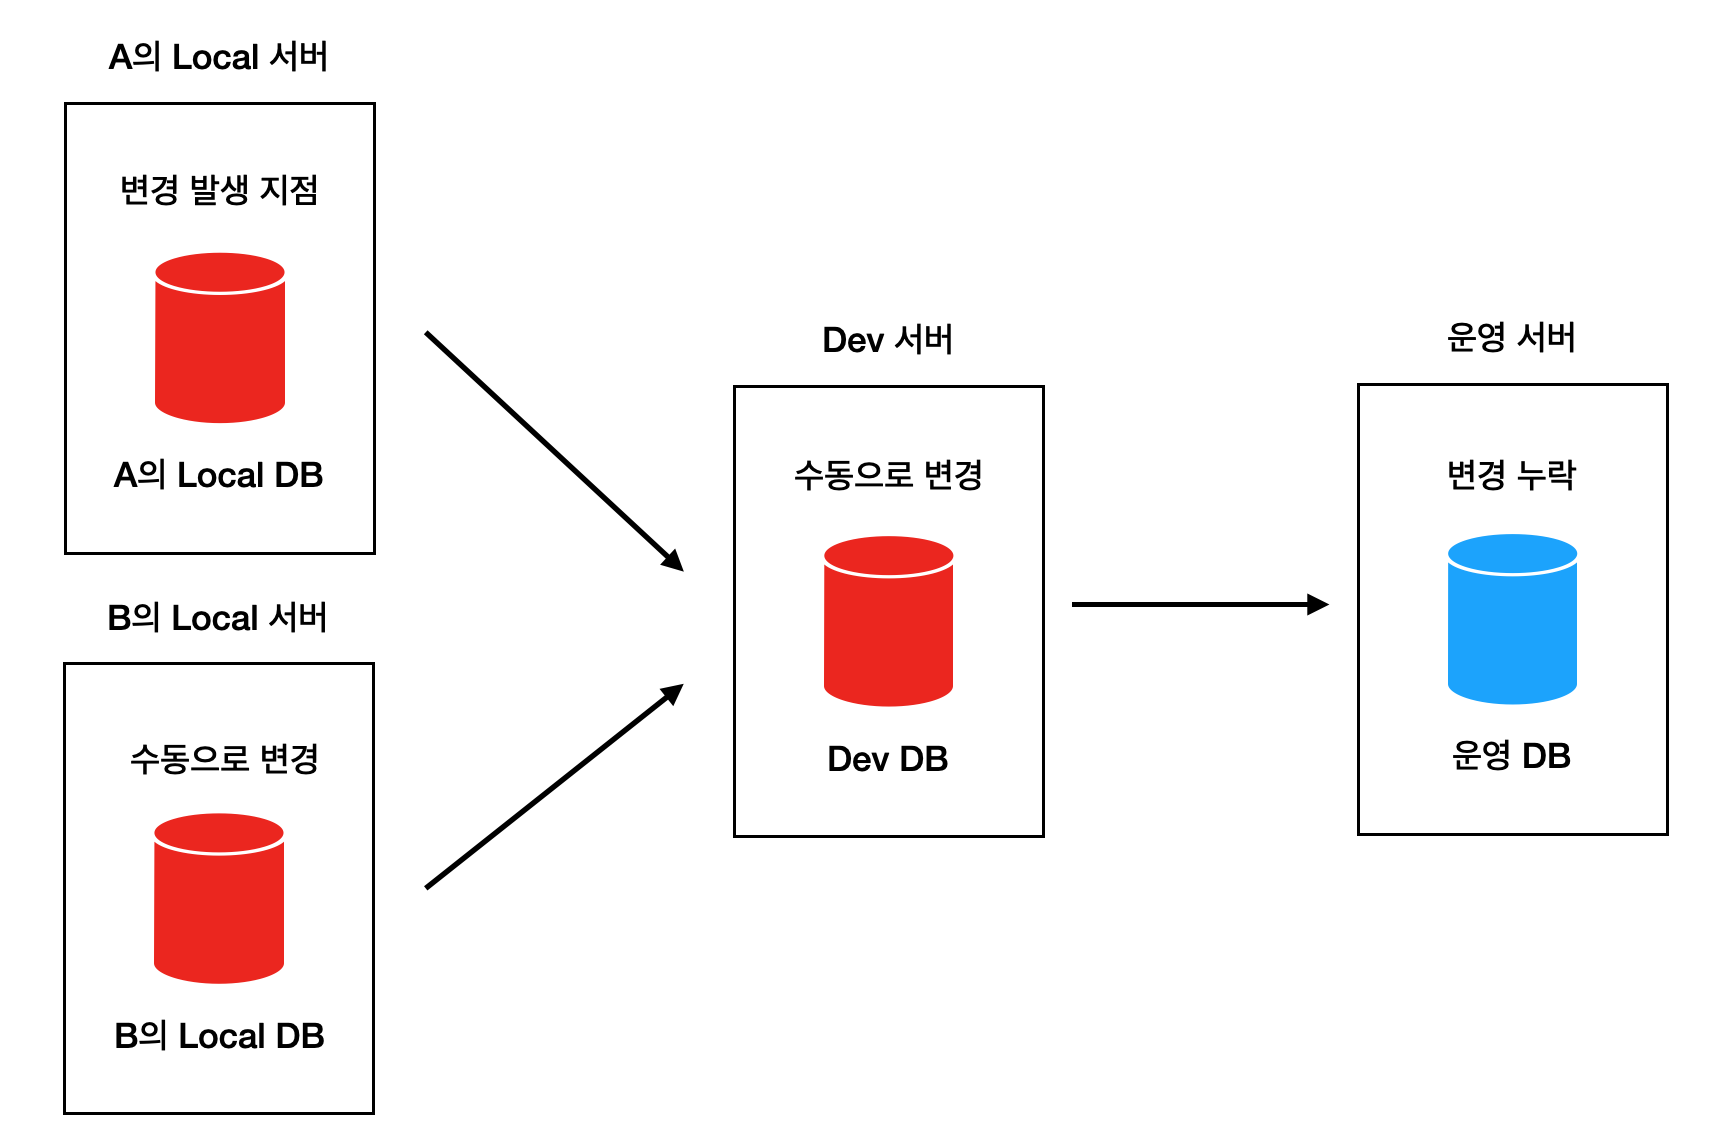 A의 Local 서버
변경 발생 지점
A의 Local DB
B의 Local 서버
수동으로 변경
B의 Local DB
Dev 서버
수동으로 변경
Dev DB
운영 서버
변경 누락
운영 DB